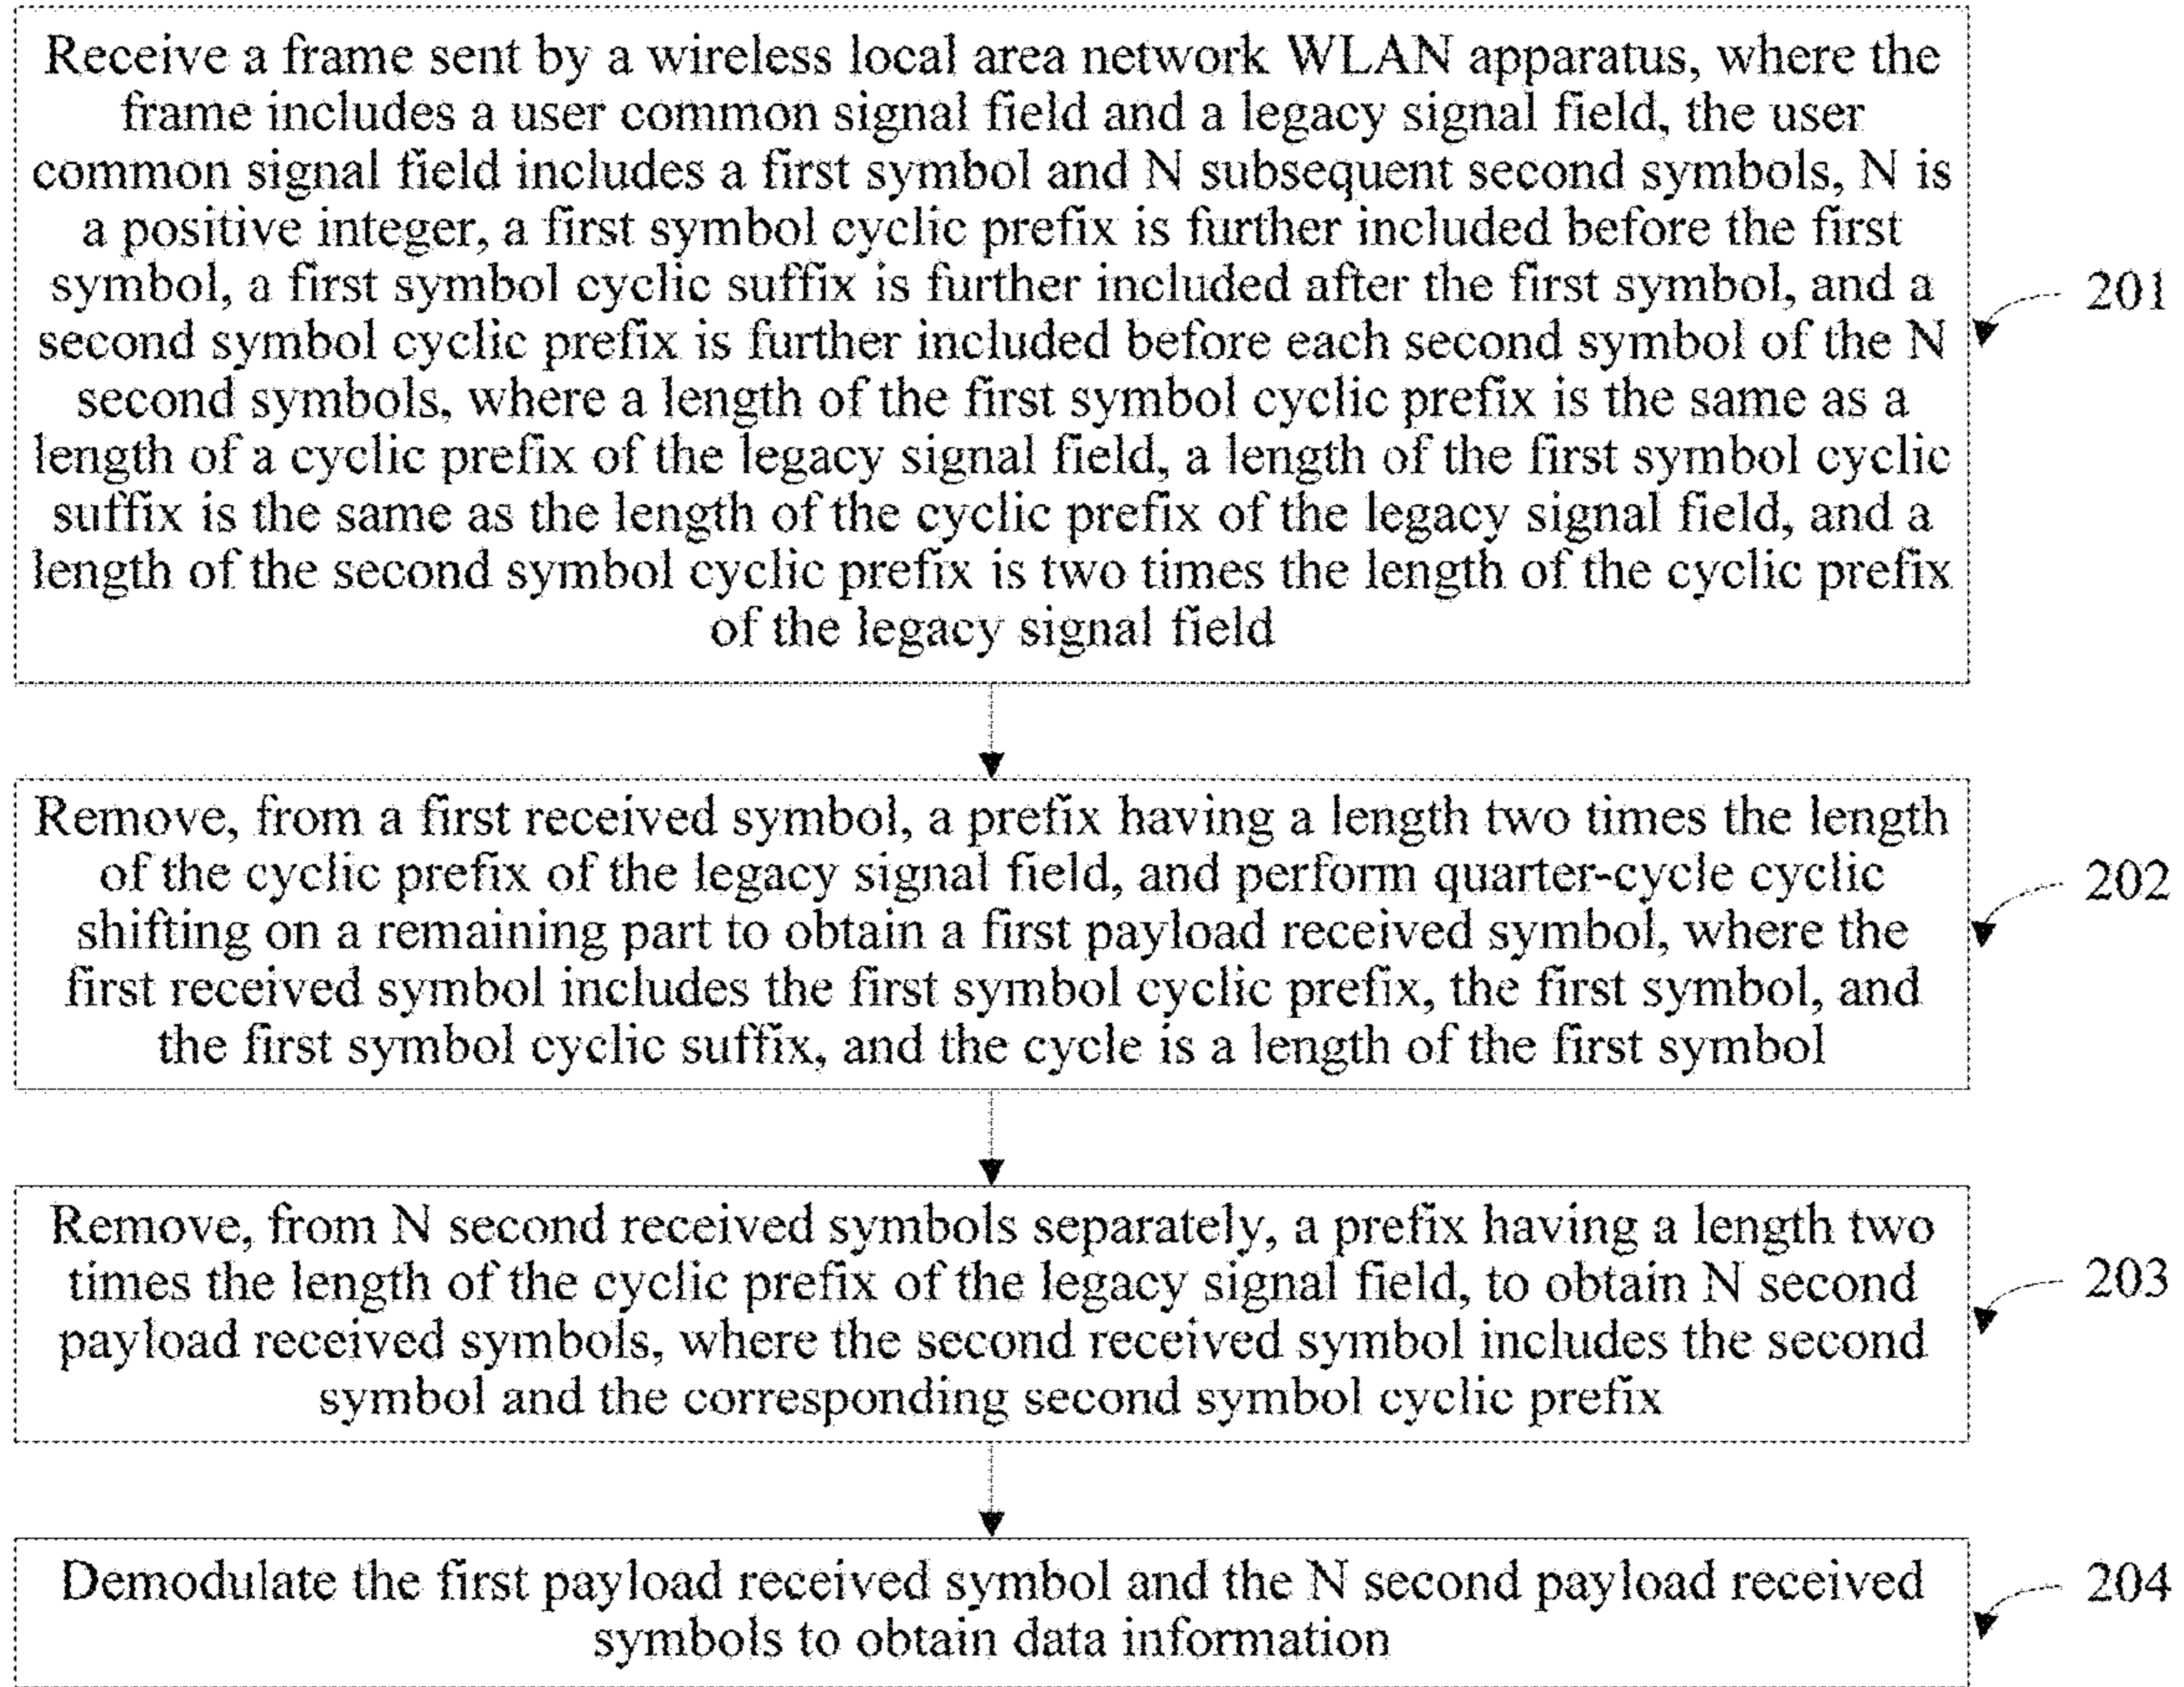 Receive a frame sent by a wireless local area network WLAN apparatus, where the
frame includes a user common signal field and a legacy signal field, the user
common signal field includes a first symbol and N subsequent second symbols, N is
a positive integer, a first symbol cyclic prefix is further included before the first
symbol, a first symbol cyclic suffix is further included after the first symbol, and a
second symbol cyclic prefix is further included before each second symbol of the N
second symbols, where a length of the first symbol cyclic prefix is the same as a
length of a cyclic prefix of the legacy signal field, a length of the first symbol cyclic
suffix is the same as the length of the cyclic prefix of the legacy signal field, and a
length of the second symbol cyclic prefix is two times the length of the cyclic prefix
of the legacy signal field
201
Remove, from a first received symbol, a prefix having a length two times the length
of the cyclic prefix of the legacy signal field, and perform quarter-cycle cyclic
shifting on a remaining part to obtain a first payload received symbol, where the
first received symbol includes the first symbol cyclic prefix, the first symbol, and
the first symbol cyclic suffix, and the cycle is a length of the first symbol
202
Remove, from N second received symbols separately, a prefix having a length two
times the length of the cyclic prefix of the legacy signal field, to obtain N second
payload received symbols, where the second received symbol includes the second
symbol and the corresponding second symbol cyclic prefix
203
Demodulate the first payload received symbol and the N second payload received
symbols to obtain data information
204